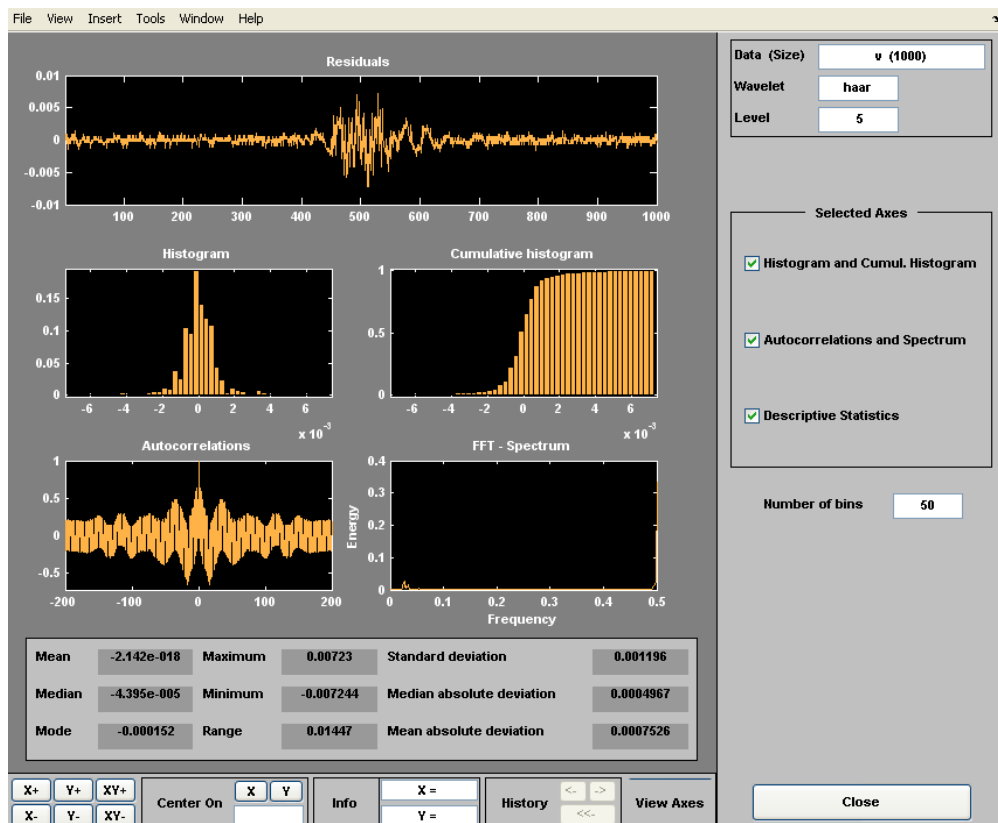 File View Insert Tools Window Help
Residuals
0.01
0.005
0
-0.005
-0.01
100 200 300 400 500 600 700 800 900 1000
Histogram
0.15
0.1
0.05
0
-6 -4 -2 0 2 4 6
x 10^-3
Cumulative histogram
1
0.5
0
-6 -4 -2 0 2 4 6
x 10^-3
Autocorrelations
1
0.5
0
-0.5
-200 -100 0 100 200
FFT - Spectrum
Energy
0.4
0.3
0.2
0.1
0
0 0.1 0.2 0.3 0.4 0.5
Frequency
Mean -2.142e-018 Maximum 0.00723 Standard deviation 0.001196
Median -4.395e-005 Minimum -0.007244 Median absolute deviation 0.0004967
Mode -0.000152 Range 0.01447 Mean absolute deviation 0.0007526
X+ Y+ XY+
X- Y- XY-
Center On X Y
Info X =
Y =
History <- ->
<<-
View Axes
Data (Size) v (1000)
Wavelet haar
Level 5
Selected Axes
Histogram and Cumul. Histogram
Autocorrelations and Spectrum
Descriptive Statistics
Number of bins 50
Close